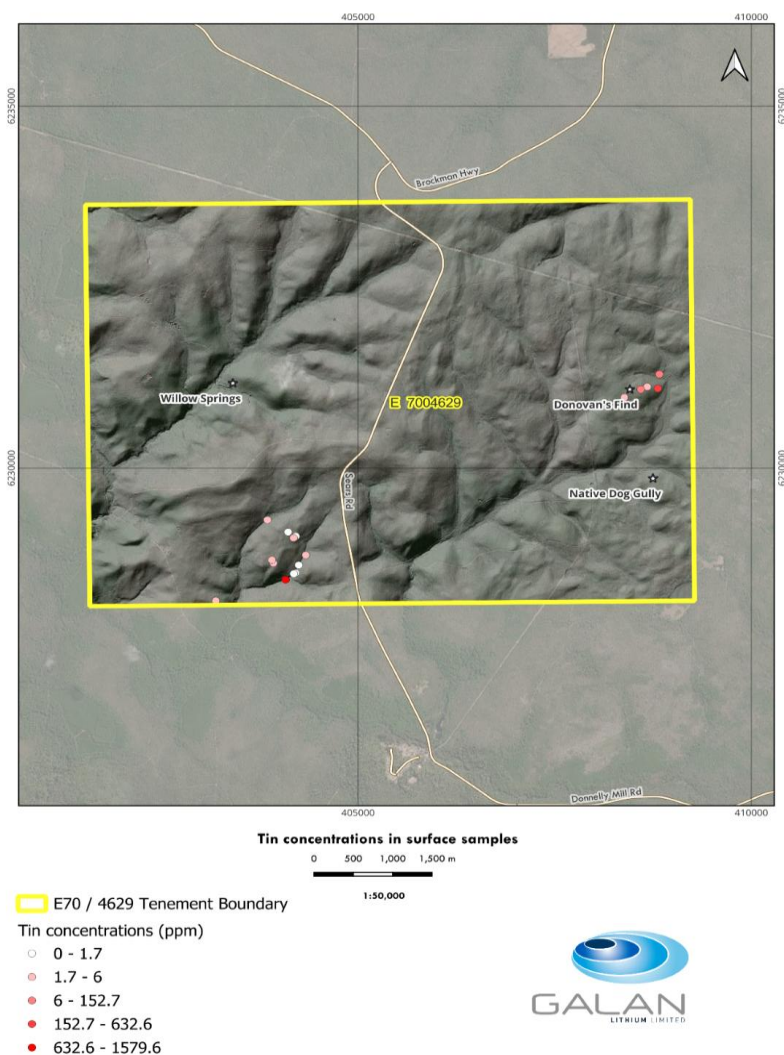 405000 410000
6235000 6235000
Brockman Hwy
Willow Springs
E 7004629
Donovan's Find
6230000 6230000
Sears Rd
Native Dog Gully
Donnelly Mill Rd
405000 410000
Tin concentrations in surface samples
0 500 1,000 1,500 m
1:50,000
E70 / 4629 Tenement Boundary
Tin concentrations (ppm)
0 - 1.7
1.7 - 6
6 - 152.7
152.7 - 632.6
632.6 - 1579.6
GALAN
LITHIUM LIMITED